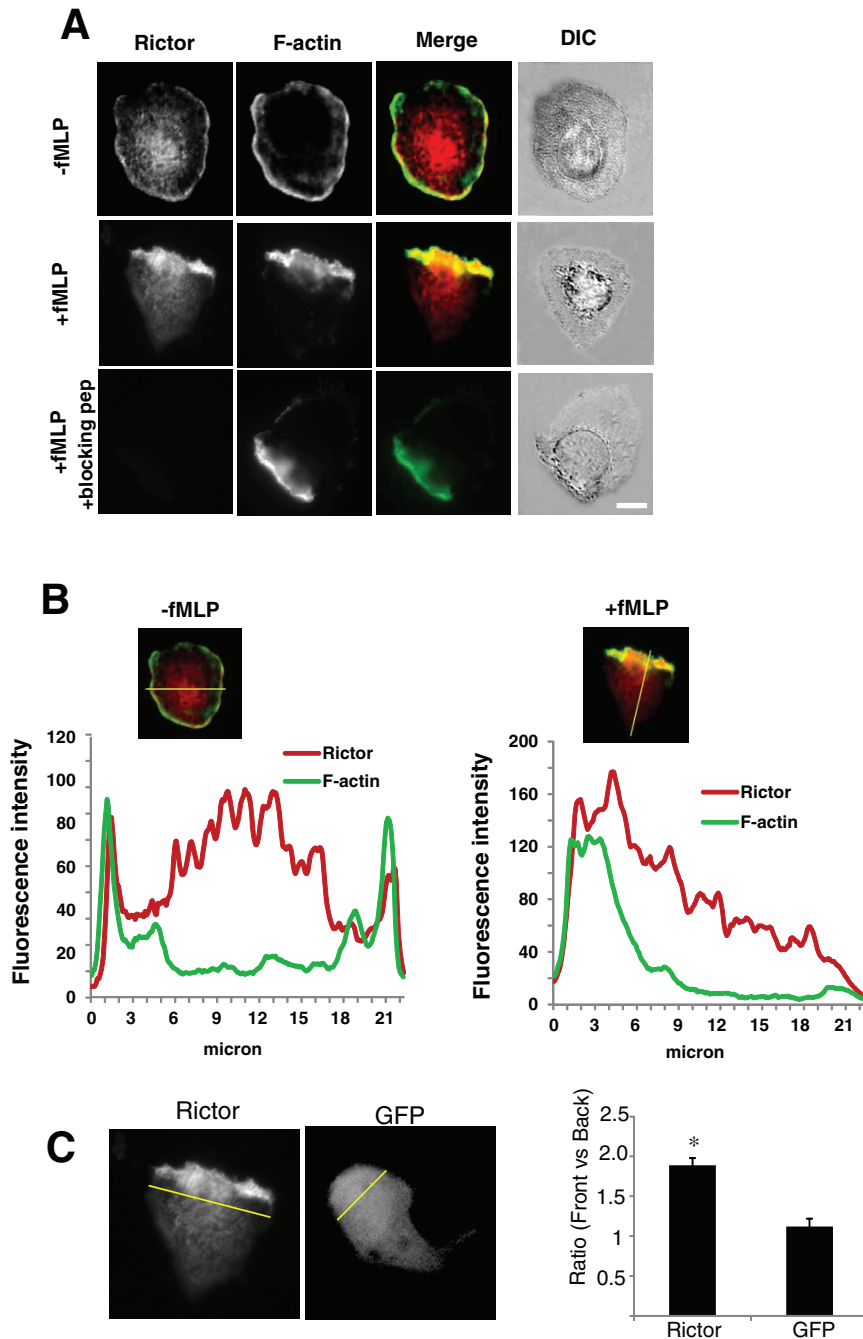 A
Rictor F-actin Merge DIC
-fMLP
+fMLP
+fMLP
+blocking pep
B
-fMLP
Fluorescence intensity
120
100
80
60
40
20
0
Rictor
F-actin
0 3 6 9 12 15 18 21
micron
+fMLP
Fluorescence intensity
200
160
120
80
40
0
Rictor
F-actin
0 3 6 9 12 15 18 21
micron
C
Rictor GFP
Ratio (Front vs Back)
2.5
2.0
1.5
1
0.5
*
Rictor GFP